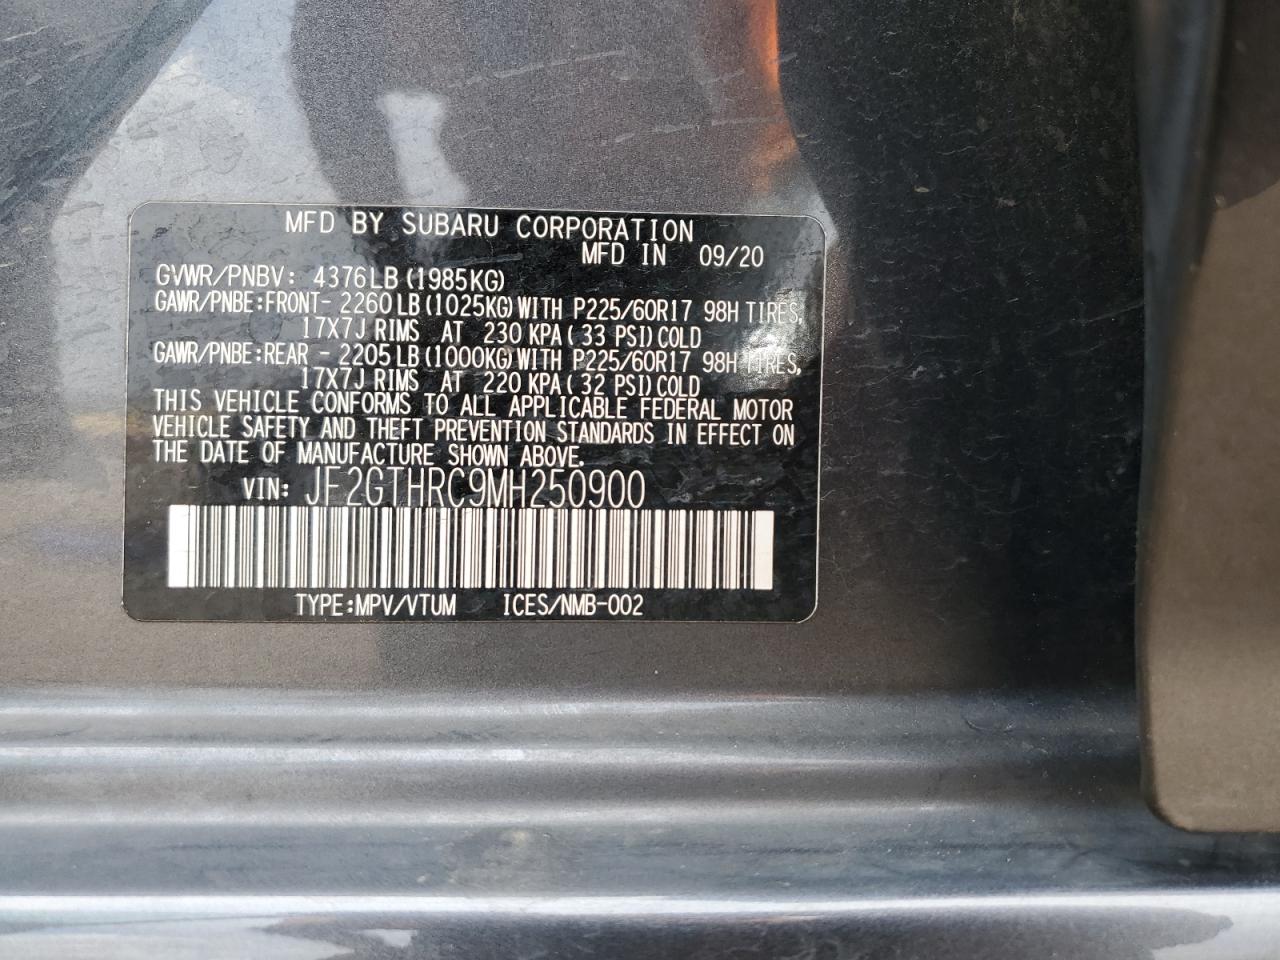 MFD BY SUBARU CORPORATION
MFD IN 09/20
GVWR/PNBV: 4376LB(1985KG)
GAWR/PNBE:FRONT- 2260LB(1025KG)WITH P225/60R17 98H TIRES,
17X7J RIMS AT 230 KPA( 33 PSI)COLD
GAWR/PNBE:REAR - 2205LB(1000KG)WITH P225/60R17 98H TIRES,
17X7J RIMS AT 220 KPA( 32 PSI)COLD
THIS VEHICLE CONFORMS TO ALL APPLICABLE FEDERAL MOTOR
VEHICLE SAFETY AND THEFT PREVENTION STANDARDS IN EFFECT ON
THE DATE OF MANUFACTURE SHOWN ABOVE.
VIN: JF2GTHRC9MH250900
TYPE:MPV/VTUM ICES/NMB-002